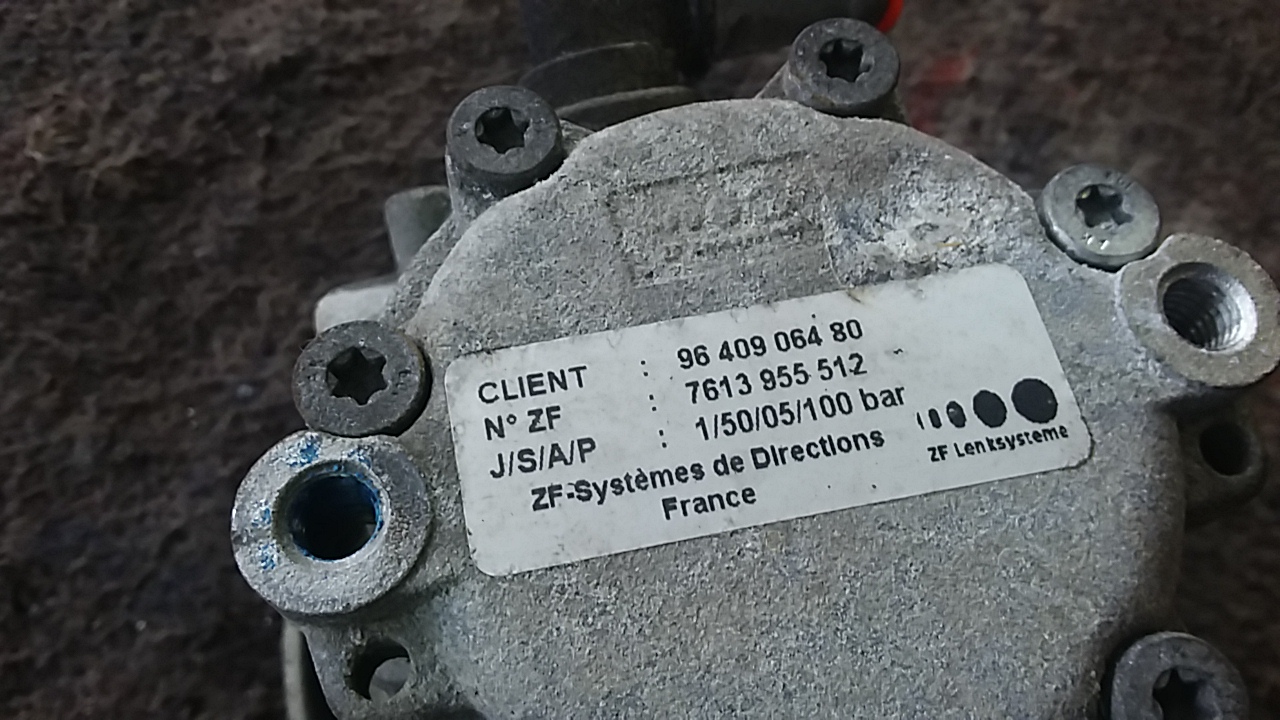 CLIENT : 96 409 064 80
N° ZF : 7613 955 512
J/S/A/P : 1/50/05/100 bar
ZF-Systèmes de Directions
France
ZF Lenksysteme